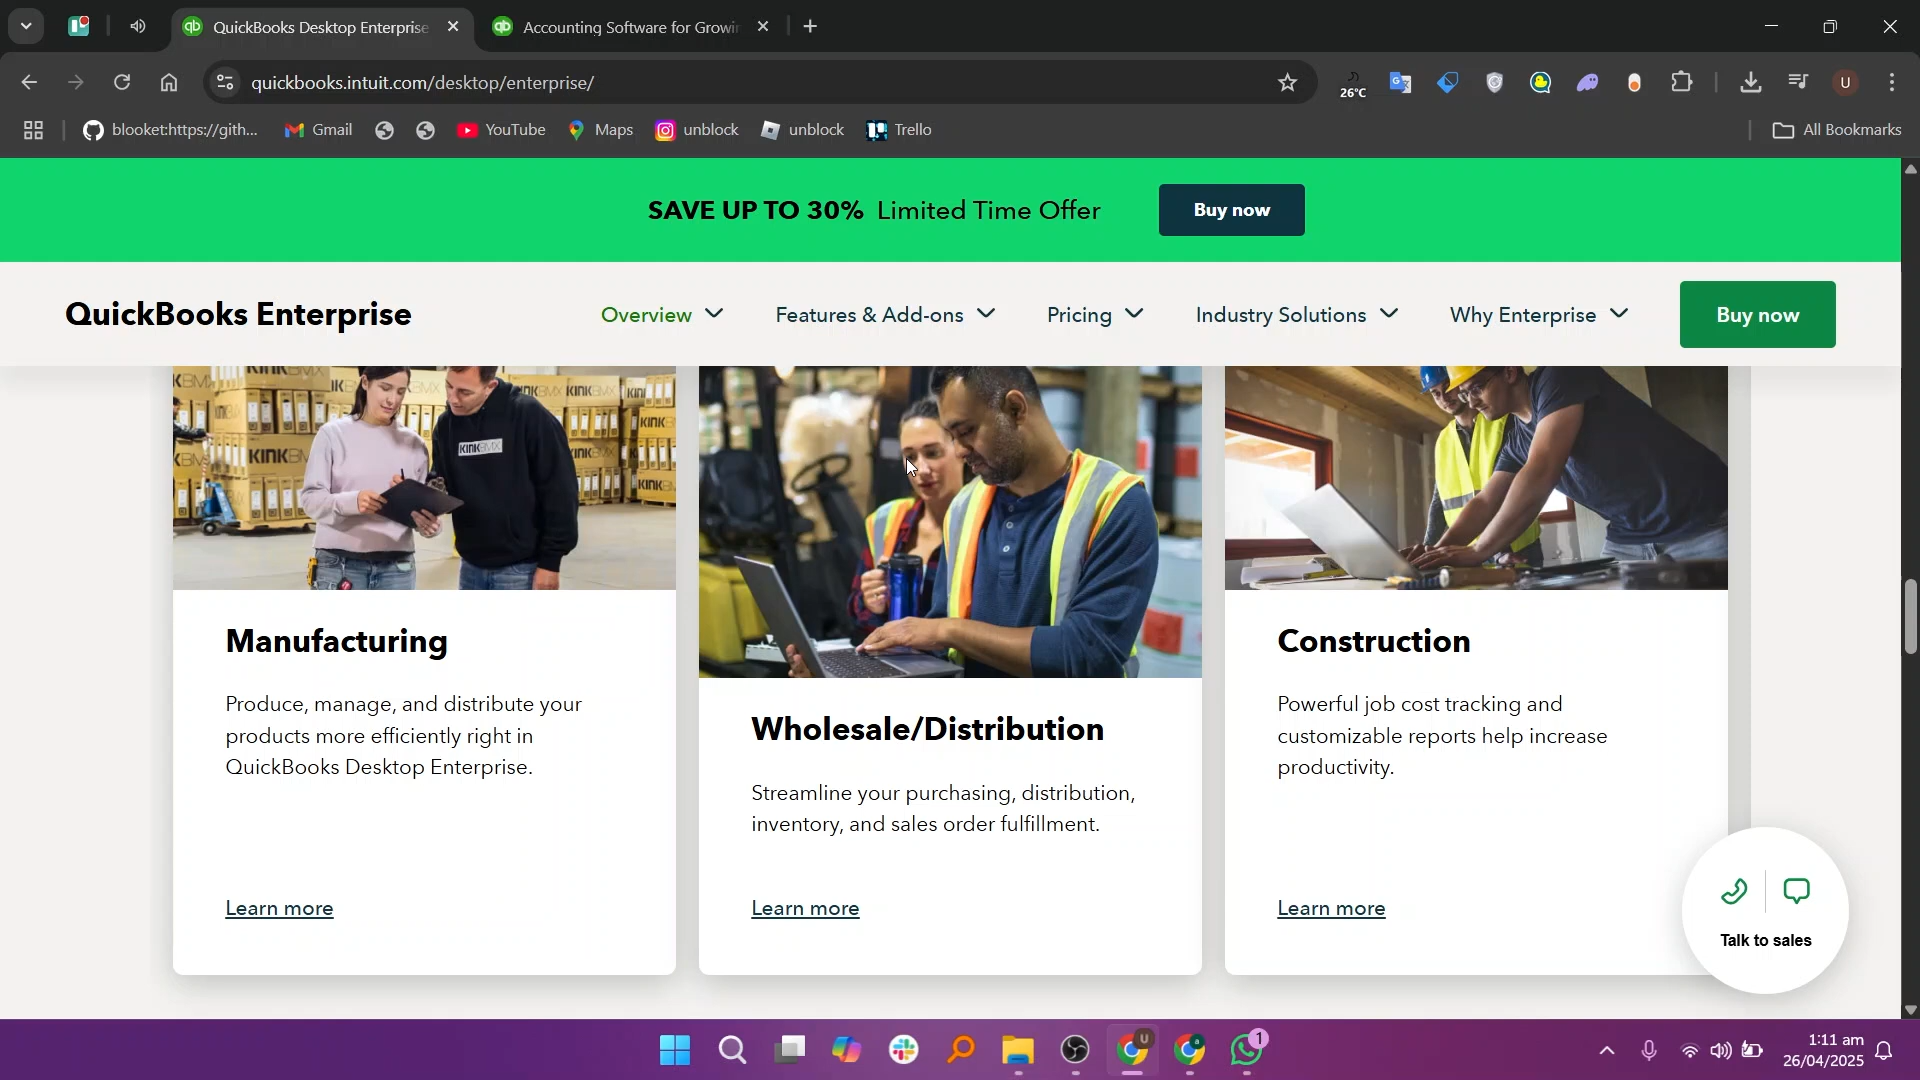 QuickBooks Desktop Enterprise
Accounting Software for Growi
quickbooks.intuit.com/desktop/enterprise/
26°C
U
blooket:https://gith...
Gmail
YouTube
Maps
unblock
unblock
Trello
All Bookmarks
SAVE UP TO 30% Limited Time Offer
Buy now
QuickBooks Enterprise
Overview
Features & Add-ons
Pricing
Industry Solutions
Why Enterprise
Buy now
KINKBMX
Manufacturing
Produce, manage, and distribute your
products more efficiently right in
QuickBooks Desktop Enterprise.
Learn more
Wholesale/Distribution
Streamline your purchasing, distribution,
inventory, and sales order fulfillment.
Learn more
Construction
Powerful job cost tracking and
customizable reports help increase
productivity.
Learn more
Talk to sales
1:11 am
26/04/2025